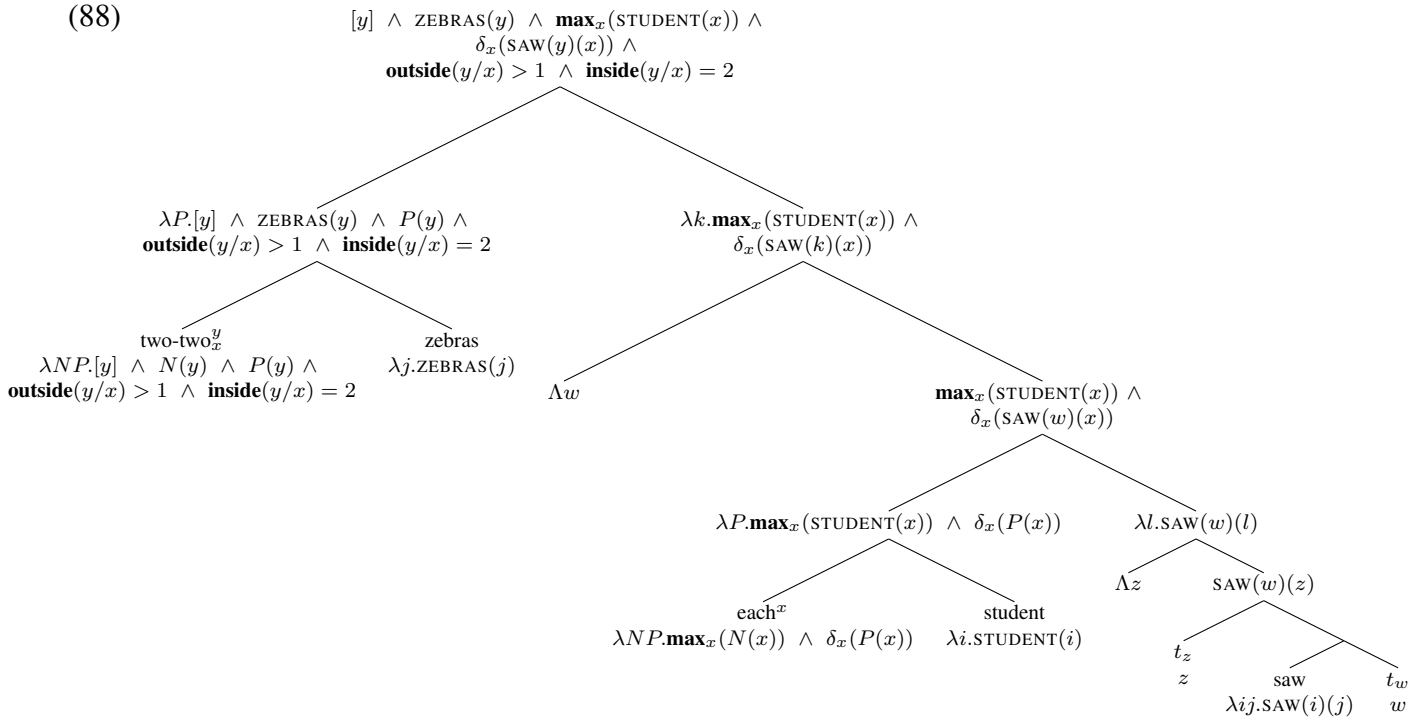 (88)
[y] ∧ ZEBRAS(y) ∧ max_x(STUDENT(x)) ∧
δ_x(SAW(y)(x)) ∧
outside(y/x) > 1 ∧ inside(y/x) = 2
λP.[y] ∧ ZEBRAS(y) ∧ P(y) ∧
outside(y/x) > 1 ∧ inside(y/x) = 2
λk.max_x(STUDENT(x)) ∧
δ_x(SAW(k)(x))
two-two^y_x
λNP.[y] ∧ N(y) ∧ P(y) ∧
outside(y/x) > 1 ∧ inside(y/x) = 2
zebras
λj.ZEBRAS(j)
Λw
max_x(STUDENT(x)) ∧
δ_x(SAW(w)(x))
λP.max_x(STUDENT(x)) ∧ δ_x(P(x))
λl.SAW(w)(l)
each^x
λNP.max_x(N(x)) ∧ δ_x(P(x))
student
λi.STUDENT(i)
Λz
SAW(w)(z)
t_z
z
saw
λij.SAW(i)(j)
t_w
w